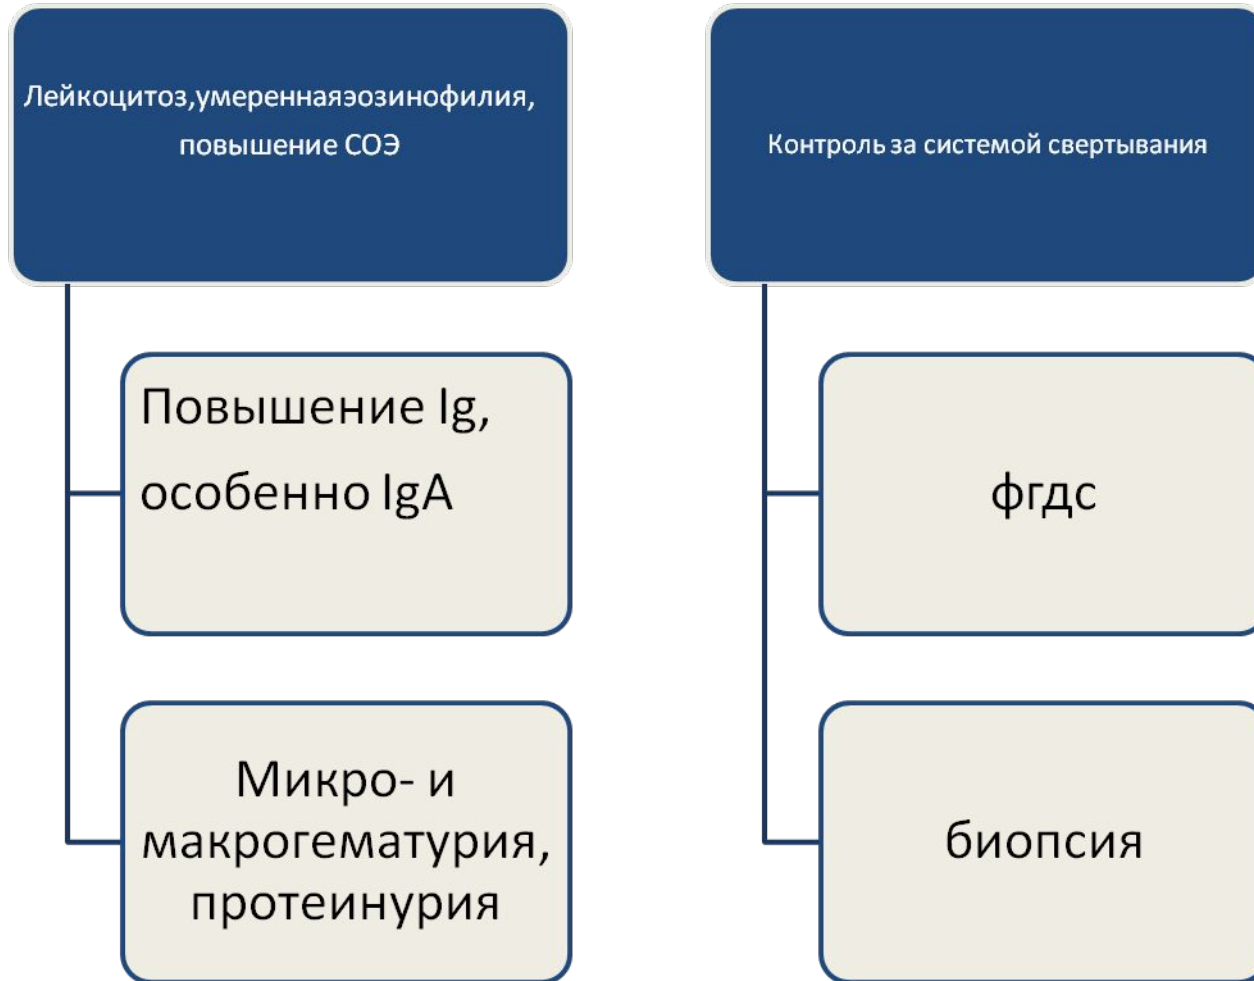 Лейкоцитоз,умереннаяэозинофилия,
повышение СОЭ
Повышение Ig,
особенно IgA
Микро- и
макрогематурия,
протеинурия
Контроль за системой свертывания
фгдс
биопсия